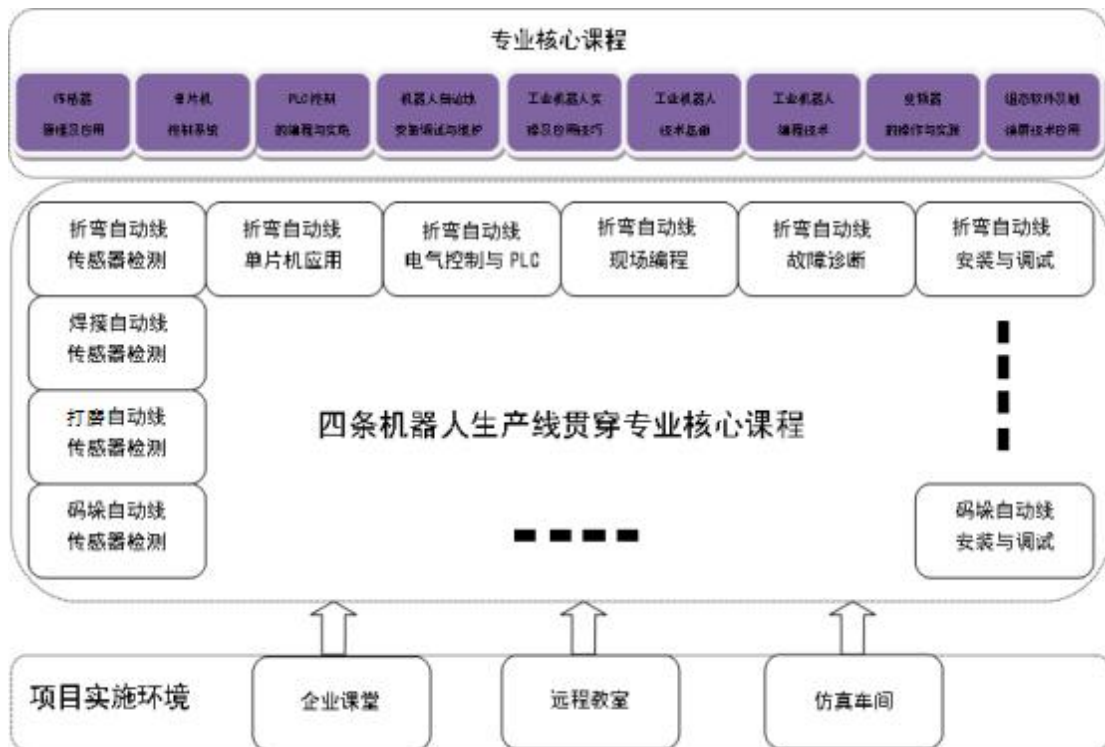 专业核心课程
传感器
原理及应用
单片机
控制系统
PLC控制
的编程与实施
机器人自动线
安装调试与维护
工业机器人实
操及应用技巧
工业机器人
技术基础
工业机器人
编程技术
变频器
的操作与实践
组态软件及触
摸屏技术应用
折弯自动线
传感器检测
折弯自动线
单片机应用
折弯自动线
电气控制与 PLC
折弯自动线
现场编程
折弯自动线
故障诊断
折弯自动线
安装与调试
焊接自动线
传感器检测
打磨自动线
传感器检测
四条机器人生产线贯穿专业核心课程
码垛自动线
传感器检测
码垛自动线
安装与调试
项目实施环境
企业课堂
远程教室
仿真车间